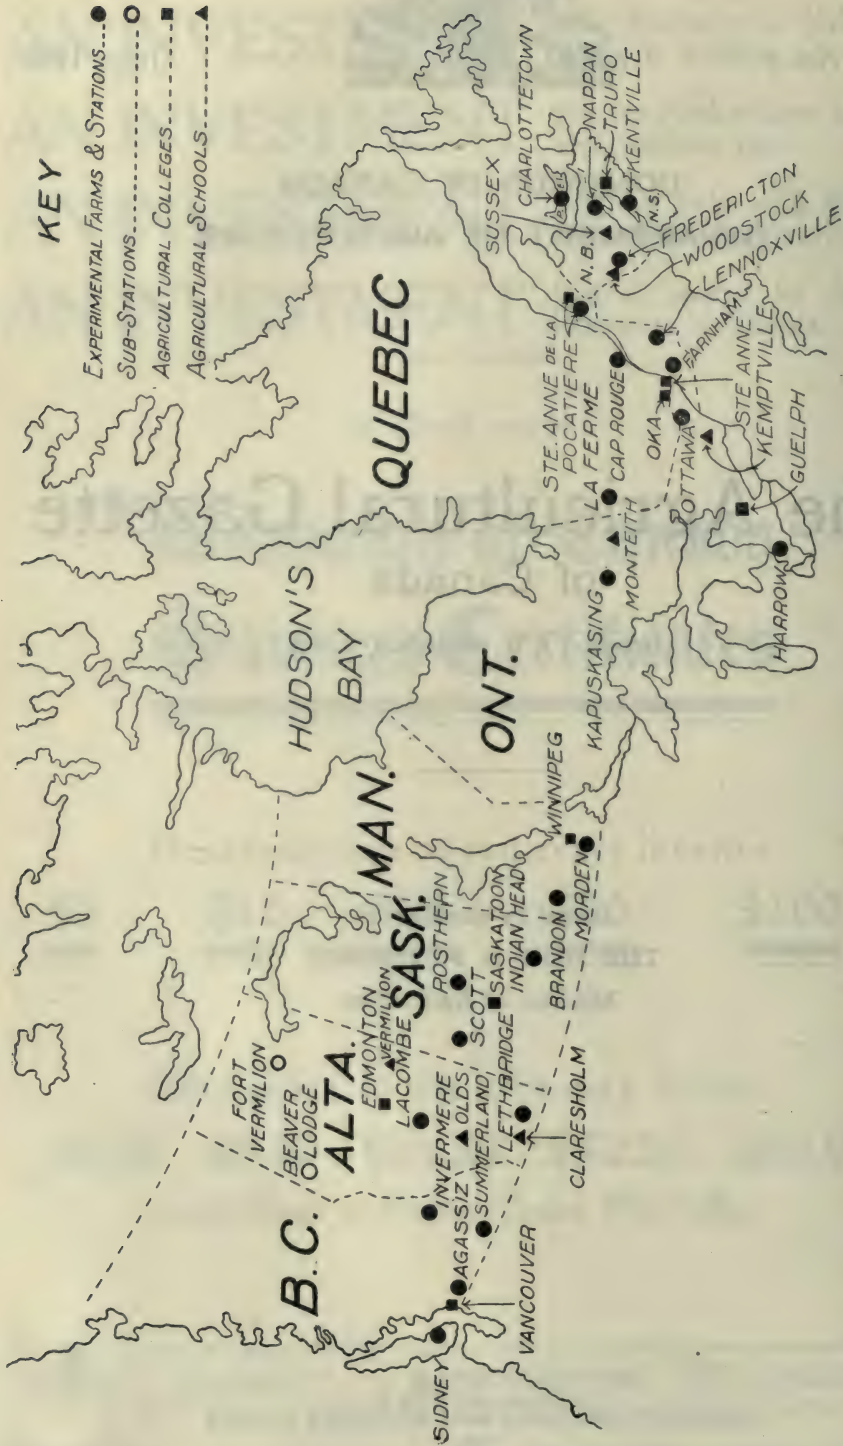 KEY
EXPERIMENTAL FARMS & STATIONS....●
SUB-STATIONS..............○
AGRICULTURAL COLLEGES........■
AGRICULTURAL SCHOOLS.........▲
HUDSON'S
BAY
QUEBEC
ONT.
MAN.
SASK.
ALTA.
B.C.
FORT
VERMILION
BEAVER
LODGE
EDMONTON
VERMILION
LACOMBE
INVERMERE
OLDS
AGASSIZ
SUMMERLAND
LETHBRIDGE
SIDNEY
VANCOUVER
CLARESHOLM
ROSTHERN
SCOTT
SASKATOON
INDIAN HEAD
BRANDON
MORDEN
WINNIPEG
KAPUSKASING
MONTEITH
LA FERME
CAP ROUGE
STE. ANNE DE LA
POCATIERE
OKA
OTTAWA
HARROW
GUELPH
KEMPTVILLE
STE ANNE
FARNHAM
LENNOXVILLE
WOODSTOCK
FREDERICTON
N.B.
SUSSEX
CHARLOTTETOWN
NAPPAN
TRURO
KENTVILLE
N.S.